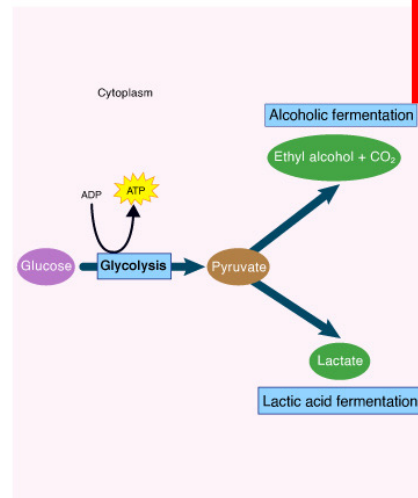 Cytoplasm
Alcoholic fermentation
Ethyl alcohol + CO₂
ADP
ATP
Glucose
Glycolysis
Pyruvate
Lactate
Lactic acid fermentation